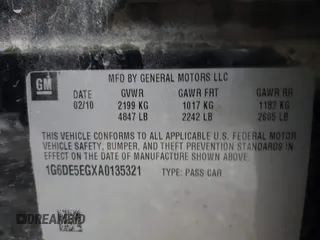 GM
MFD BY GENERAL MOTORS LLC
DATE GVWR GAWR FRT GAWR RR
02/10 2199 KG 1017 KG 1182 KG
4847 LB 2242 LB 2605 LB
THIS VEHICLE CONFORMS TO ALL APPLICABLE U.S. FEDERAL MOTOR
VEHICLE SAFETY, BUMPER, AND THEFT PREVENTION STANDARDS IN
EFFECT ON THE DATE OF MANUFACTURE SHOWN ABOVE.
1G6DE5EGXA0135321 TYPE: PASS CAR
DREAMBID